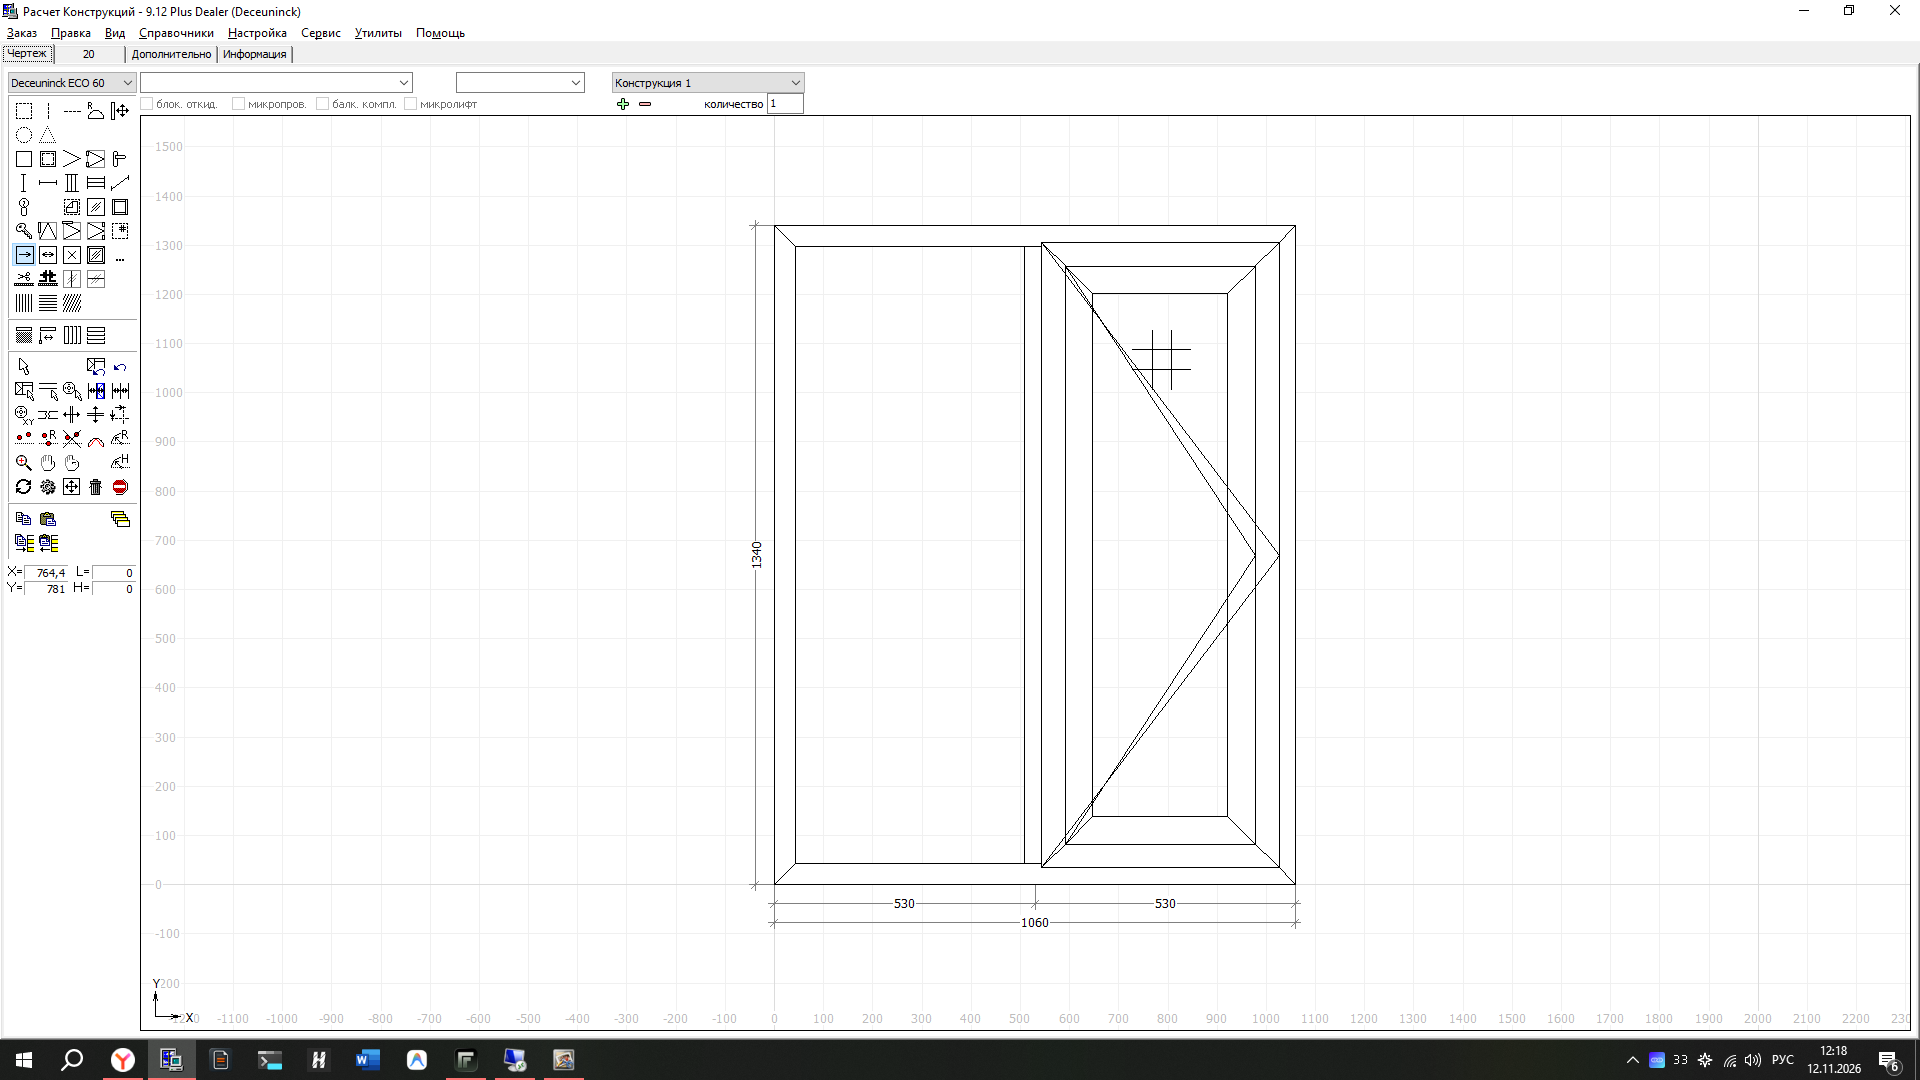 Расчет Конструкций - 9.12 Plus Dealer (Deceuninck)
Заказ Правка Вид Справочники Настройка Сервис Утилиты Помощь
Чертеж 20 Дополнительно Информация
Deceuninck ECO 60 Конструкция 1
блок. откид. микропров. балк. компл. микролифт количество 1
1500
1400
1300
1200
1100
1000
900
800
700
600
500
400
300
200
100
0
-100
1340
530 530
1060
X= 764,4 L= 0
Y= 781 H= 0
Y 200
X
-1100 -1000 -900 -800 -700 -600 -500 -400 -300 -200 -100 0 100 200 300 400 500 600 700 800 900 1000 1100 1200 1300 1400 1500 1600 1700 1800 1900 2000 2100 2200
33 РУС 12:18
12.11.2026
6